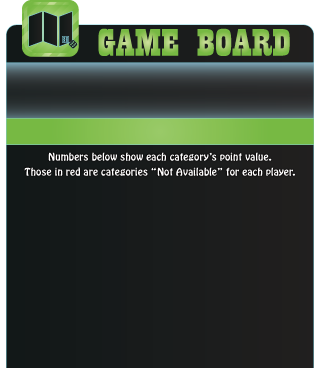 GAME BOARD
Numbers below show each category's point value.
Those in red are categories "Not Available" for each player.